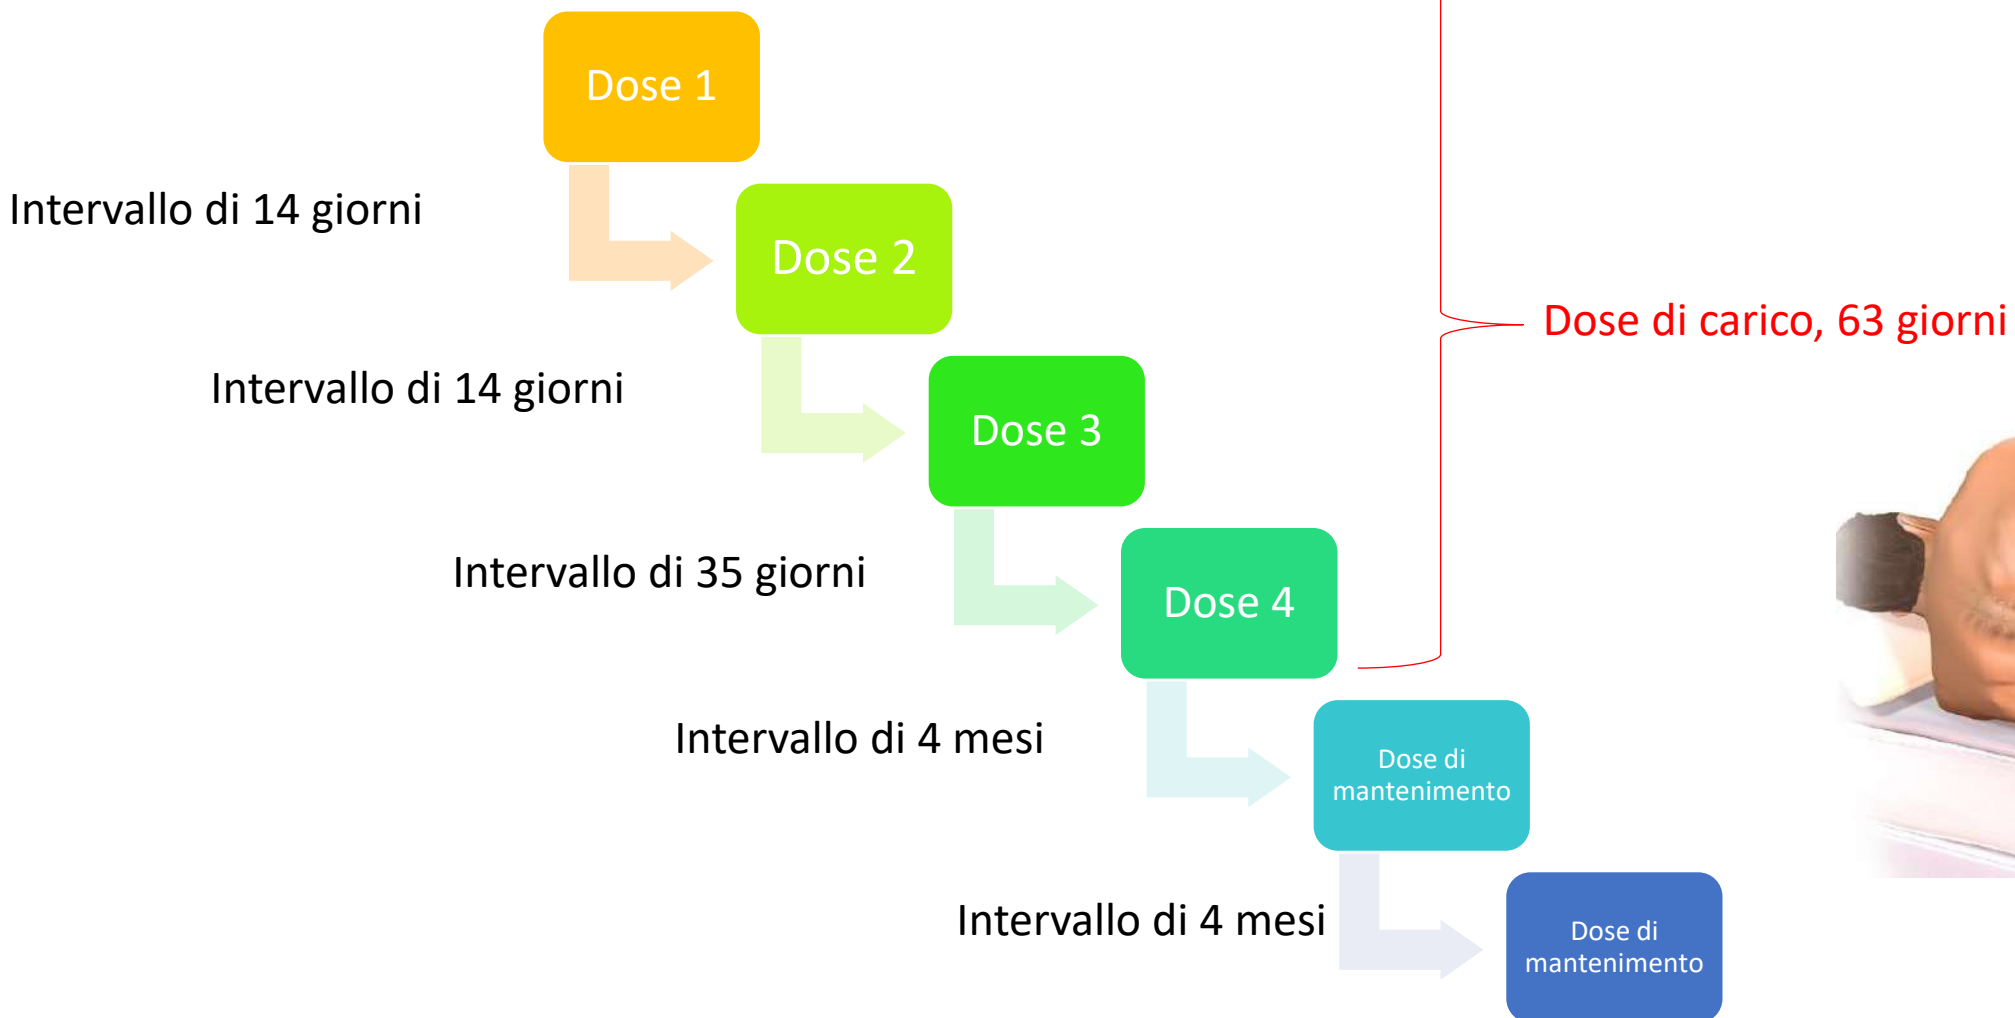 Dose 1
Intervallo di 14 giorni
Dose 2
Dose di carico, 63 giorni
Intervallo di 14 giorni
Dose 3
Intervallo di 35 giorni
Dose 4
Intervallo di 4 mesi
Dose di
mantenimento
Intervallo di 4 mesi
Dose di
mantenimento